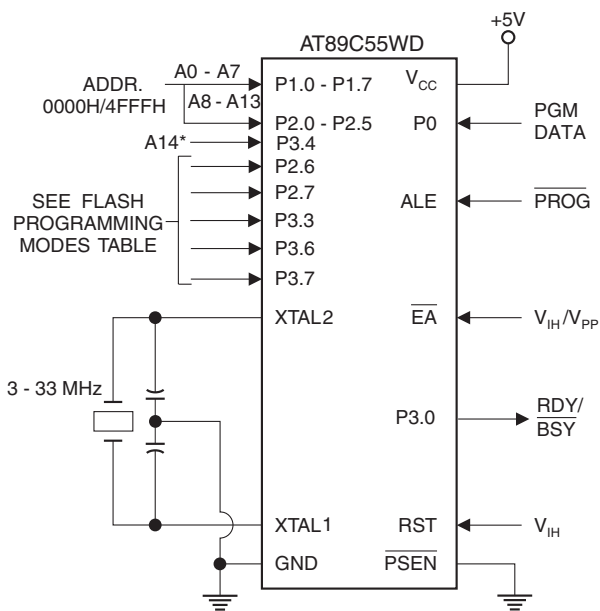 +5V
AT89C55WD
ADDR.
0000H/4FFFH
A0 - A7
P1.0 - P1.7
VCC
A8 - A13
P2.0 - P2.5
P0
PGM
DATA
A14*
P3.4
P2.6
SEE FLASH
PROGRAMMING
MODES TABLE
P2.7
ALE
PROG
P3.3
P3.6
P3.7
XTAL2
EA
VIH/VPP
3 - 33 MHz
P3.0
RDY/
BSY
XTAL1
RST
VIH
GND
PSEN